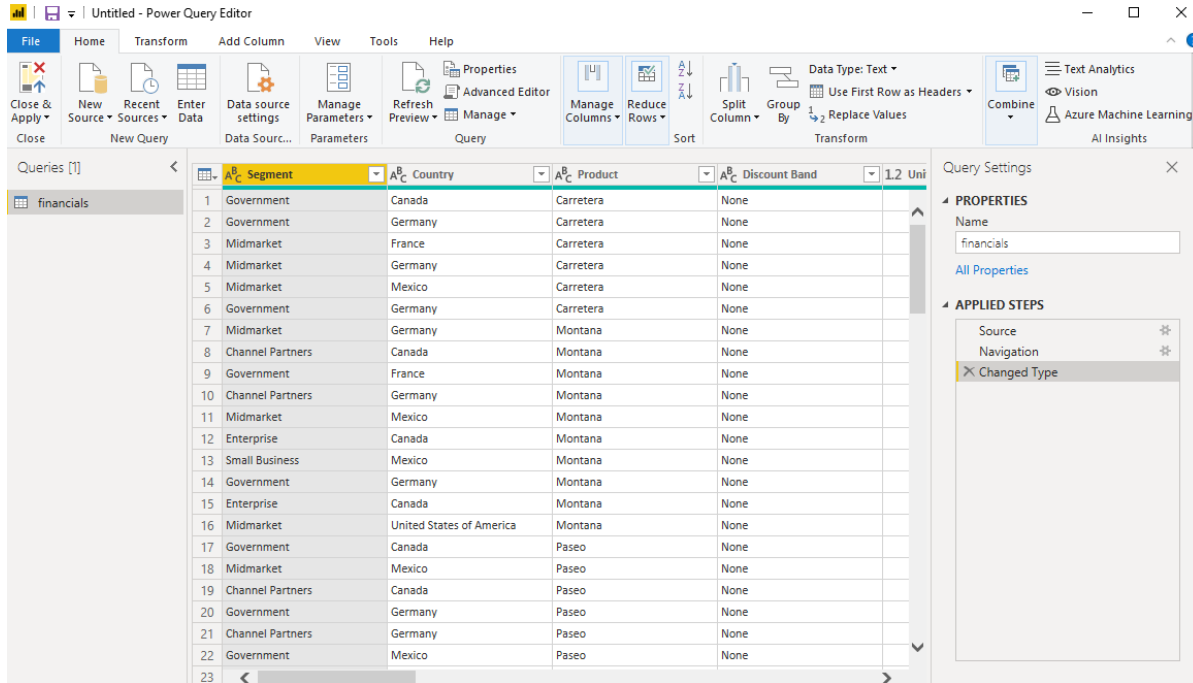 Untitled - Power Query Editor
File Home Transform Add Column View Tools Help
Close & Apply
New Source
Recent Sources
Enter Data
Data source settings
Manage Parameters
Refresh Preview
Properties
Advanced Editor
Manage
Manage Columns
Reduce Rows
Split Column
Group By
Data Type: Text
Use First Row as Headers
Replace Values
Combine
Text Analytics
Vision
Azure Machine Learning
Close New Query Data Sourc... Parameters Query Sort Transform AI Insights
Queries [1]
financials
Segment Country Product Discount Band 1.2 Uni
1 Government Canada Carretera None
2 Government Germany Carretera None
3 Midmarket France Carretera None
4 Midmarket Germany Carretera None
5 Midmarket Mexico Carretera None
6 Government Germany Carretera None
7 Midmarket Germany Montana None
8 Channel Partners Canada Montana None
9 Government France Montana None
10 Channel Partners Germany Montana None
11 Midmarket Mexico Montana None
12 Enterprise Canada Montana None
13 Small Business Mexico Montana None
14 Government Germany Montana None
15 Enterprise Canada Montana None
16 Midmarket United States of America Montana None
17 Government Canada Paseo None
18 Midmarket Mexico Paseo None
19 Channel Partners Canada Paseo None
20 Government Germany Paseo None
21 Channel Partners Germany Paseo None
22 Government Mexico Paseo None
23
Query Settings
PROPERTIES
Name
financials
All Properties
APPLIED STEPS
Source
Navigation
Changed Type